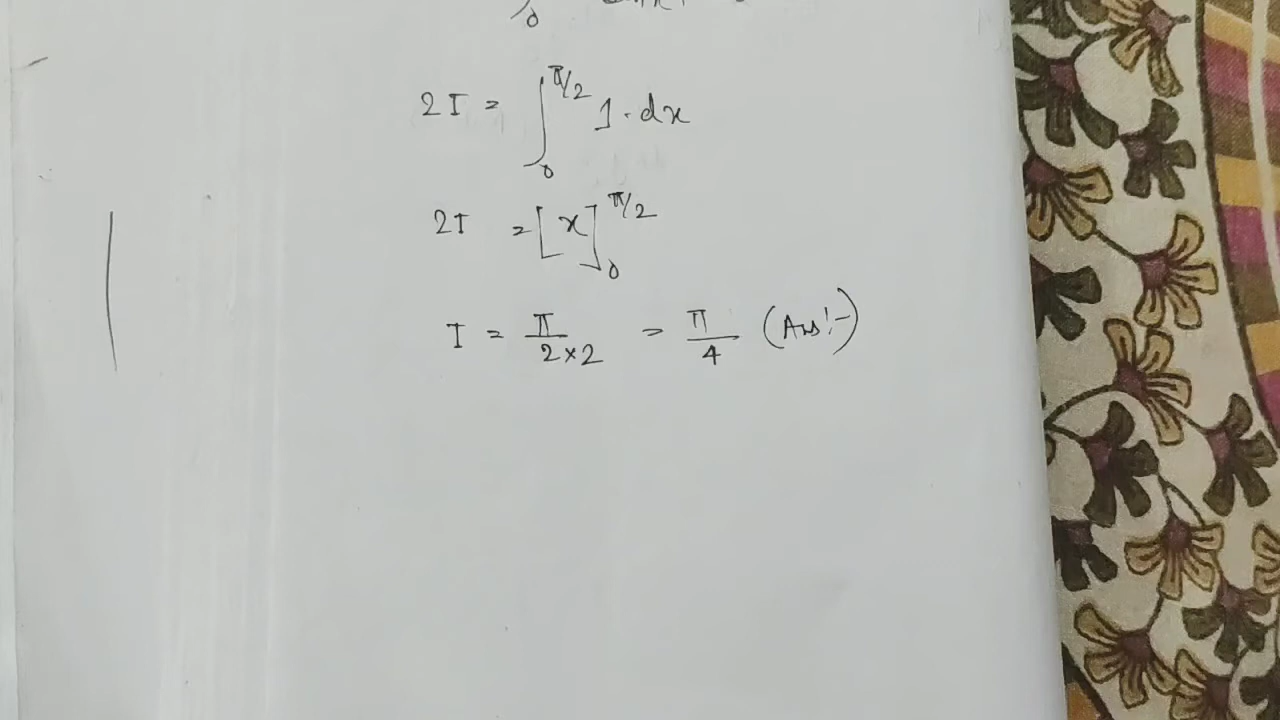 2I = ∫₀^π/2 1·dx
2I = [x]₀^π/2
I = π/2×2 = π/4 (Ans!-)